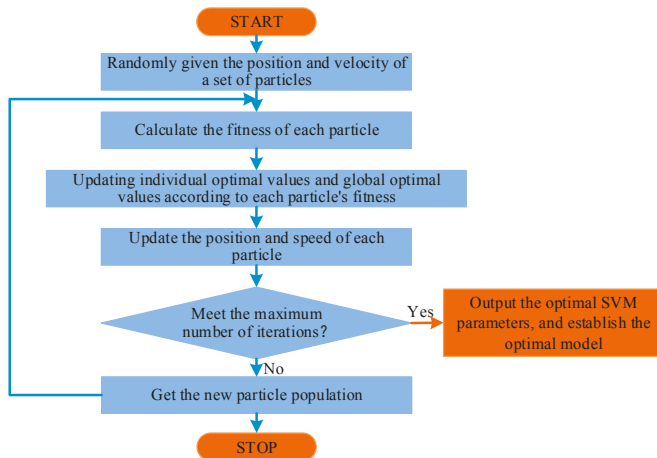 START
Randomly given the position and velocity of
a set of particles
Calculate the fitness of each particle
Updating individual optimal values and global optimal
values according to each particle's fitness
Update the position and speed of each
particle
Meet the maximum
number of iterations?
Yes
Output the optimal SVM
parameters, and establish the
optimal model
No
Get the new particle population
STOP